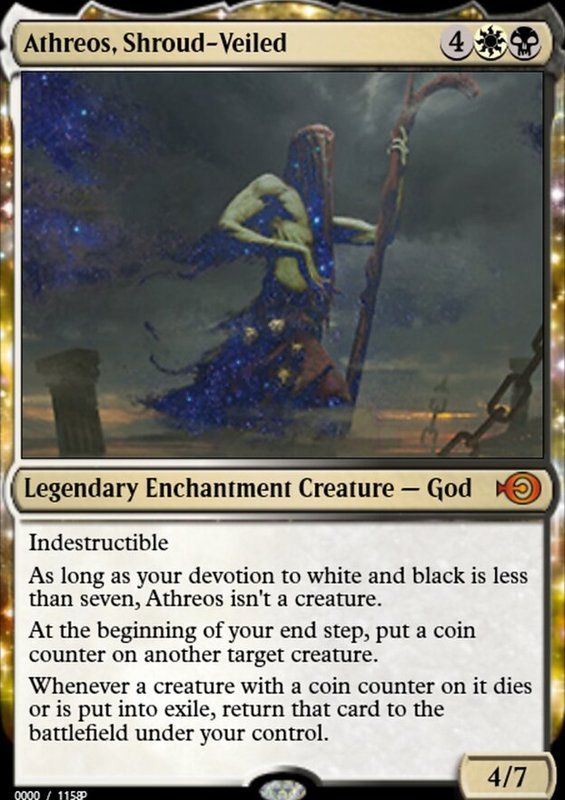 Athreos, Shroud-Veiled 4
Legendary Enchantment Creature — God
Indestructible
As long as your devotion to white and black is less
than seven, Athreos isn't a creature.
At the beginning of your end step, put a coin
counter on another target creature.
Whenever a creature with a coin counter on it dies
or is put into exile, return that card to the
battlefield under your control.
4/7
0000 / 1158P